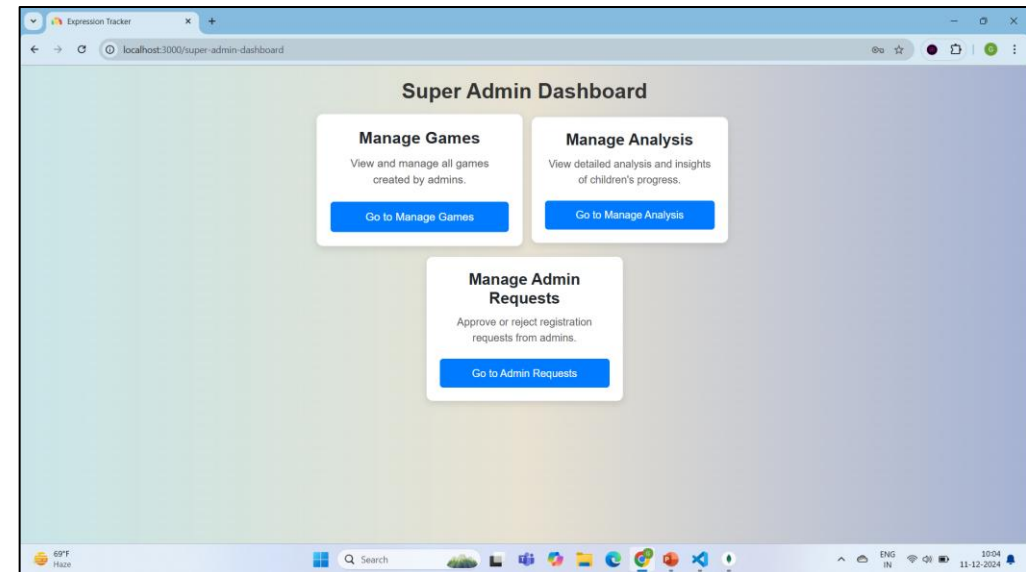 Expression Tracker
localhost:3000/super-admin-dashboard
G
Super Admin Dashboard
Manage Games
View and manage all games
created by admins.
Go to Manage Games
Manage Analysis
View detailed analysis and insights
of children's progress.
Go to Manage Analysis
Manage Admin
Requests
Approve or reject registration
requests from admins.
Go to Admin Requests
69°F
Haze
Search
ENG
IN
10:04
11-12-2024